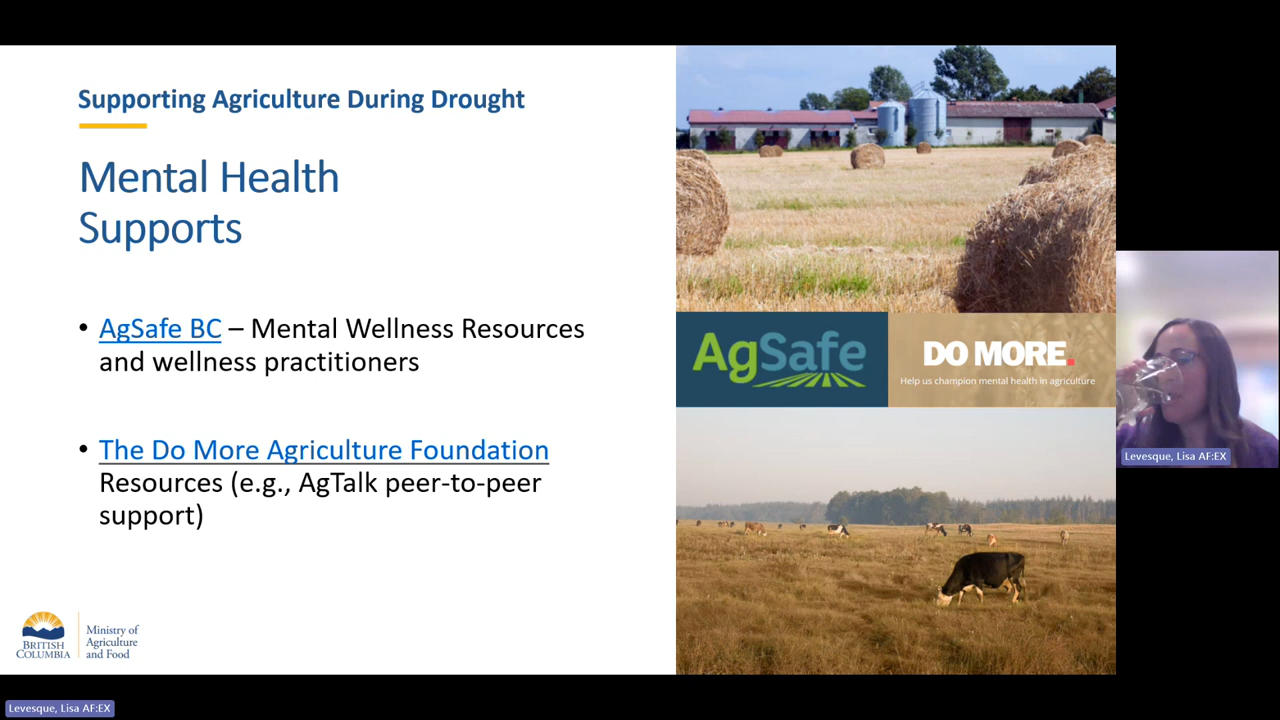 Supporting Agriculture During Drought
Mental Health
Supports
• AgSafe BC – Mental Wellness Resources
and wellness practitioners
• The Do More Agriculture Foundation
Resources (e.g., AgTalk peer-to-peer
support)
BRITISH
COLUMBIA
Ministry of
Agriculture
and Food
AgSafe
DO MORE.
Help us champion mental health in agriculture
Levesque, Lisa AF:EX
Levesque, Lisa AF:EX